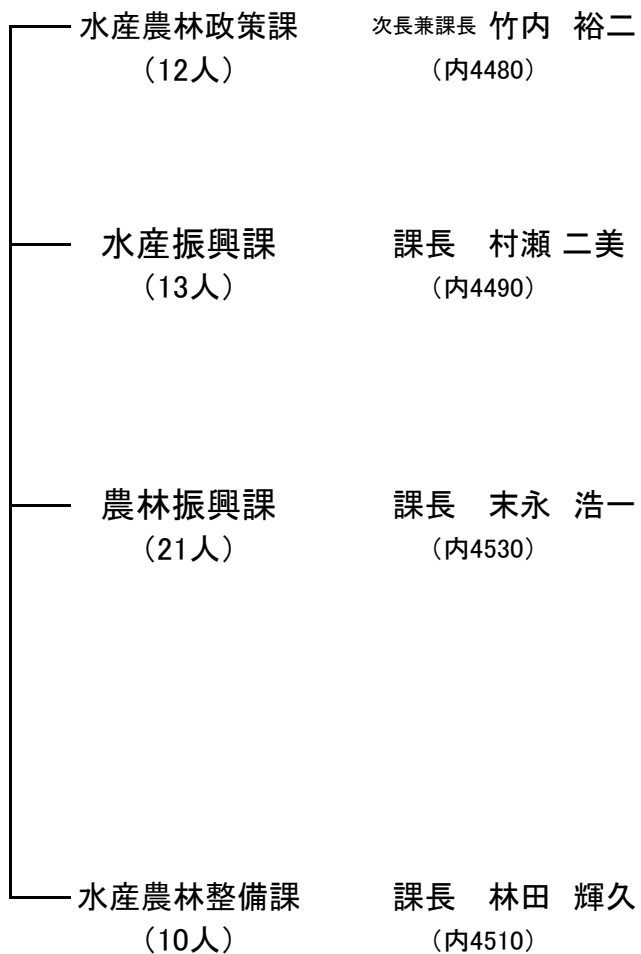 水産農林政策課 次長兼課長 竹内 裕二
（12人） （内4480）
水産振興課 課長 村瀬 二美
（13人） （内4490）
農林振興課 課長 末永 浩一
（21人） （内4530）
水産農林整備課 課長 林田 輝久
（10人） （内4510）